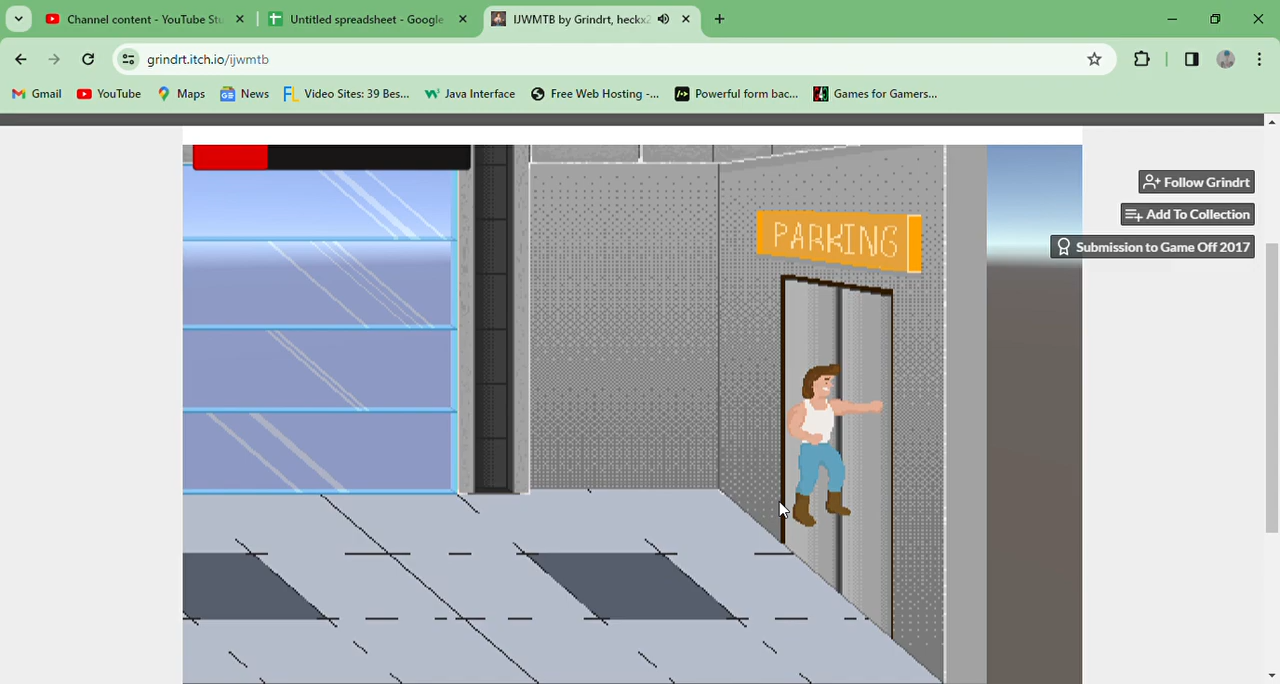 Channel content - YouTube Stu
Untitled spreadsheet - Google
IJWMTB by Grindrt, heckx2
grindrt.itch.io/ijwmtb
Gmail
YouTube
Maps
News
Video Sites: 39 Bes...
Java Interface
Free Web Hosting -...
Powerful form bac...
Games for Gamers...
Follow Grindrt
Add To Collection
Submission to Game Off 2017
PARKING